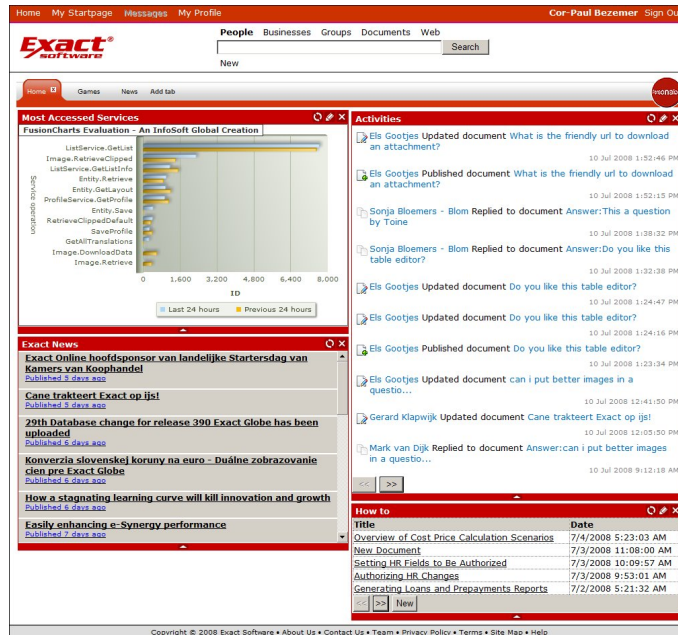 Home My Startpage Messages My Profile
Cor-Paul Bezemer Sign Ou
Exact®
software
People Businesses Groups Documents Web
Search
New
Home Games News Add tab
Most Accessed Services
FusionCharts Evaluation - An InfoSoft Global Creation
Service operation
ListService.GetList
Image.RetrieveClipped
ListService.GetListInfo
Entity.Retrieve
Entity.GetLayout
ProfileService.GetProfile
Entity.Save
RetrieveClippedDefault
SaveProfile
GetAllTranslations
Image.DownloadData
Image.Retrieve
0 1,600 3,200 4,800 6,400 8,000
ID
Last 24 hours Previous 24 hours
Exact News
Exact Online hoofdsponsor van landelijke Startersdag van
Kamers van Koophandel
Published 5 days ago
Cane trakteert Exact op ijs!
Published 5 days ago
29th Database change for release 390 Exact Globe has been
uploaded
Published 6 days ago
Konverzia slovenskej koruny na euro - Duálne zobrazovanie
cien pre Exact Globe
Published 6 days ago
How a stagnating learning curve will kill innovation and growth
Published 6 days ago
Easily enhancing e-Synergy performance
Published 7 days ago
Activities
Els Gootjes Updated document What is the friendly url to download
an attachment?
10 Jul 2008 1:52:46 PM
Els Gootjes Published document What is the friendly url to download
an attachment?
10 Jul 2008 1:52:15 PM
Sonja Bloemers - Blom Replied to document Answer:This a question
by Toine
10 Jul 2008 1:38:32 PM
Sonja Bloemers - Blom Replied to document Answer:Do you like this
table editor?
10 Jul 2008 1:32:38 PM
Els Gootjes Updated document Do you like this table editor?
10 Jul 2008 1:24:47 PM
Els Gootjes Updated document Do you like this table editor?
10 Jul 2008 1:24:16 PM
Els Gootjes Published document Do you like this table editor?
10 Jul 2008 1:23:34 PM
Els Gootjes Updated document can i put better images in a
questio...
10 Jul 2008 12:41:50 PM
Gerard Klapwijk Updated document Cane trakteert Exact op ijs!
10 Jul 2008 12:05:50 PM
Mark van Dijk Replied to document Answer:can i put better images
in a questio...
10 Jul 2008 9:12:18 AM
<< >>
How to
Title Date
Overview of Cost Price Calculation Scenarios 7/4/2008 5:23:03 AM
New Document 7/3/2008 11:08:00 AM
Setting HR Fields to Be Authorized 7/3/2008 10:09:57 AM
Authorizing HR Changes 7/3/2008 9:53:01 AM
Generating Loans and Prepayments Reports 7/2/2008 5:21:32 AM
<< >> New
Copyright © 2008 Exact Software • About Us • Contact Us • Team • Privacy Policy • Terms • Site Map • Help